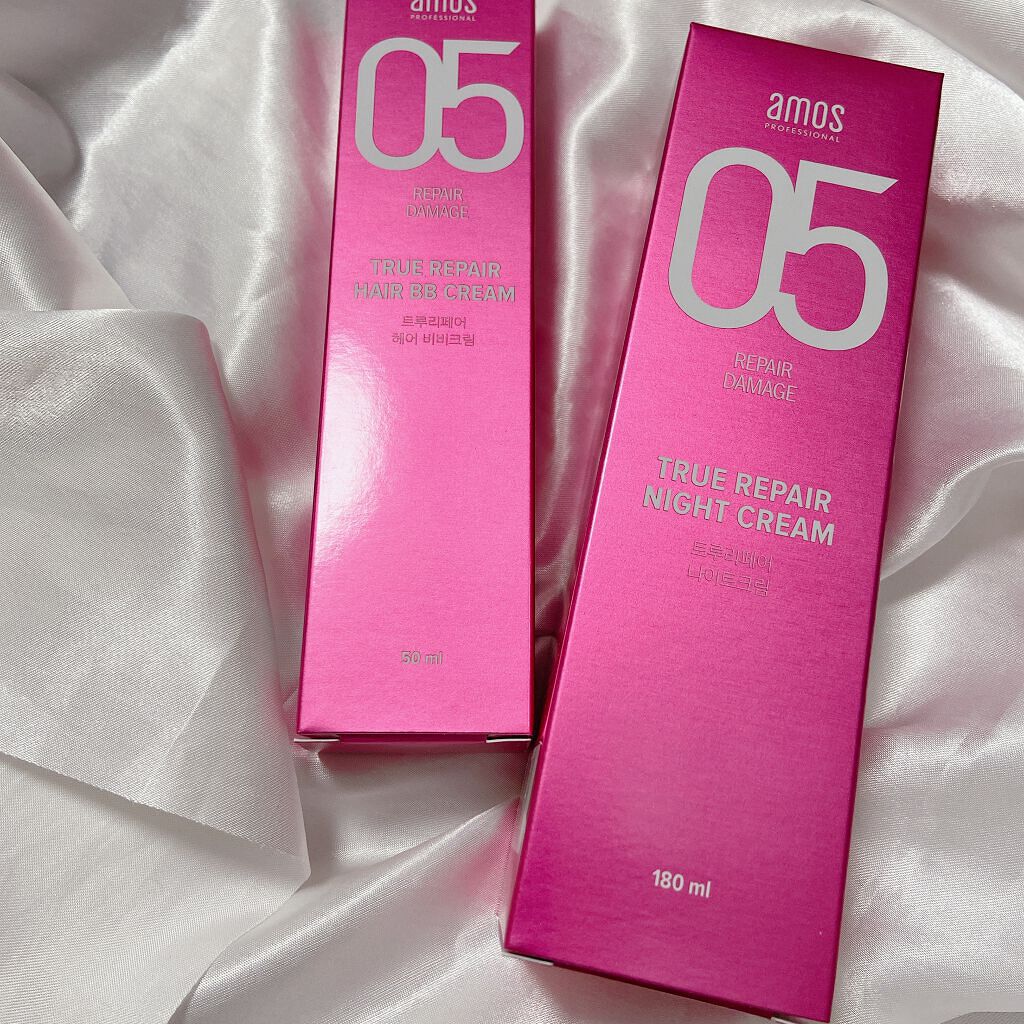 amos
PROFESSIONAL
05
REPAIR
DAMAGE
TRUE REPAIR
HAIR BB CREAM
트루리페어
헤어 비비크림
50 ml
amos
PROFESSIONAL
05
REPAIR
DAMAGE
TRUE REPAIR
NIGHT CREAM
트루리페어
나이트크림
180 ml